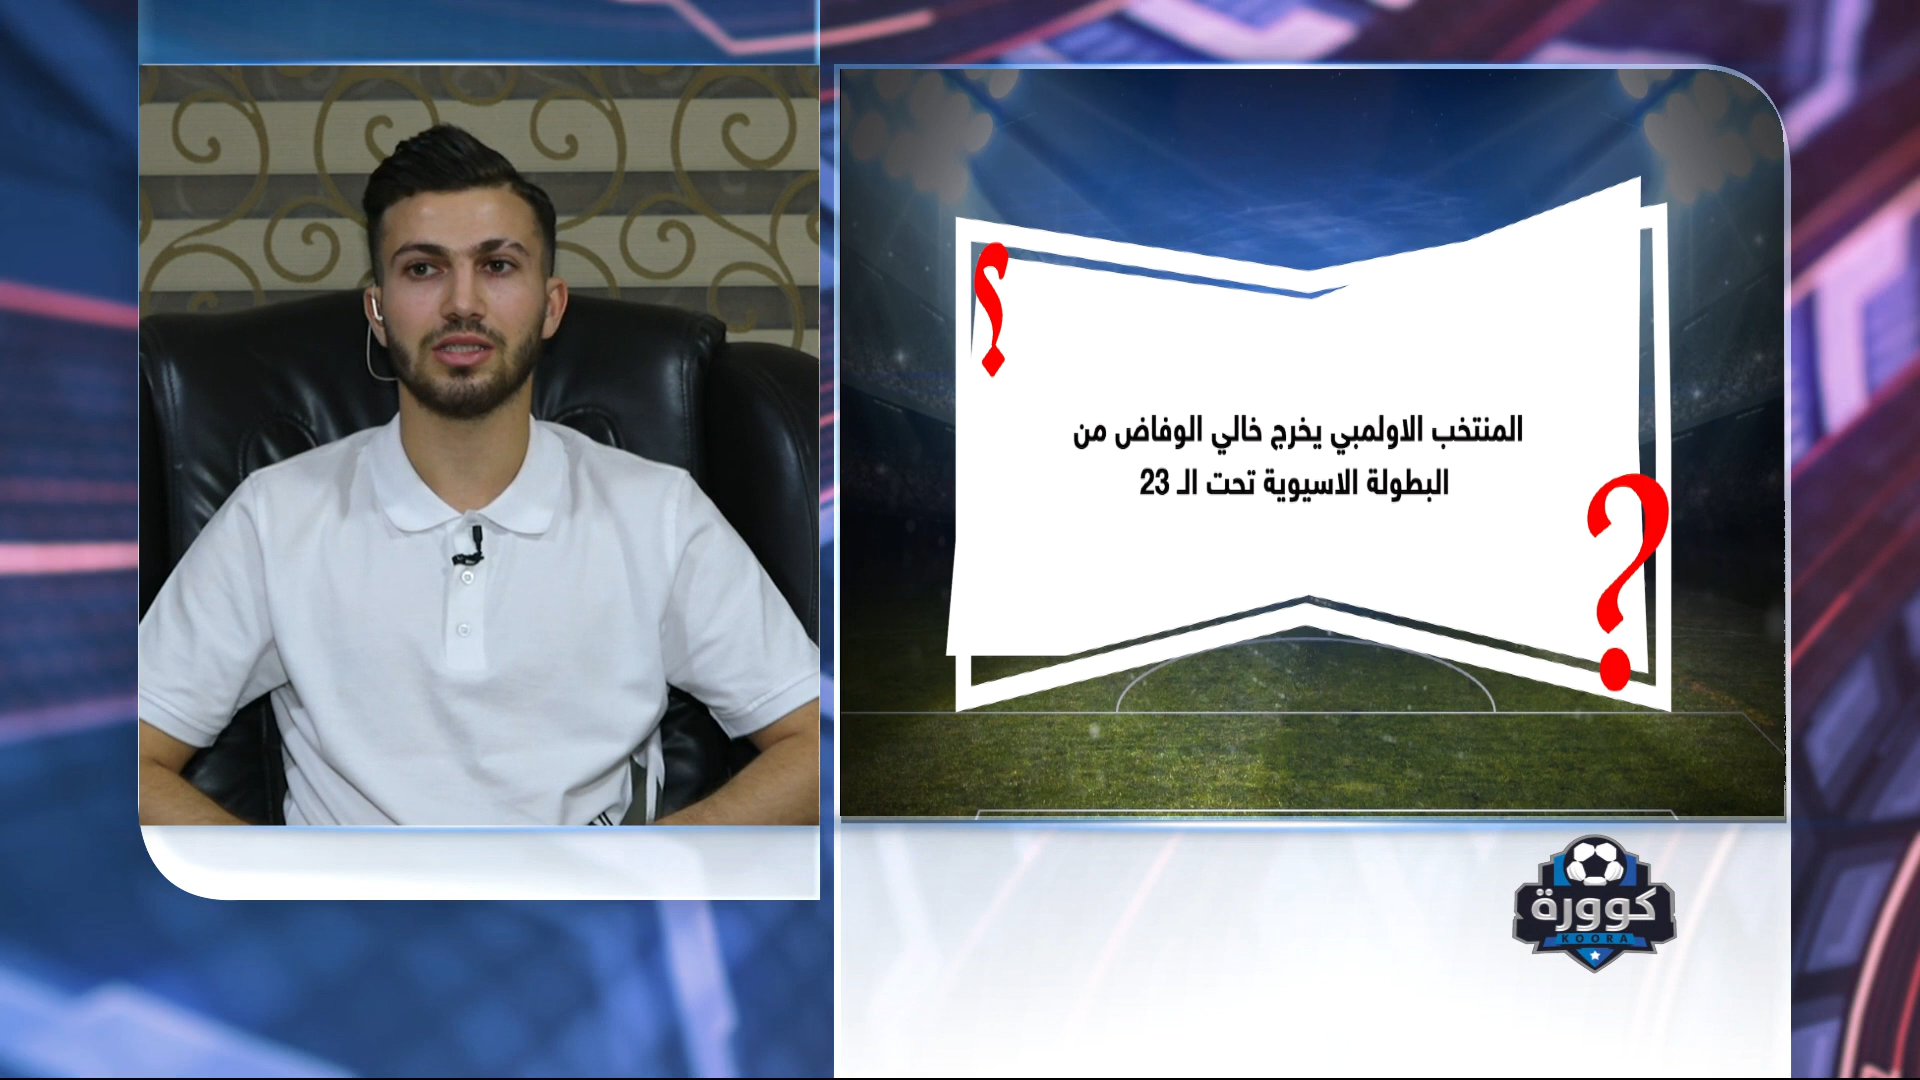 ؟
المنتخب الاولمبي يخرج خالي الوفاض من
البطولة الاسيوية تحت الـ 23
?
كوورة
KOORA